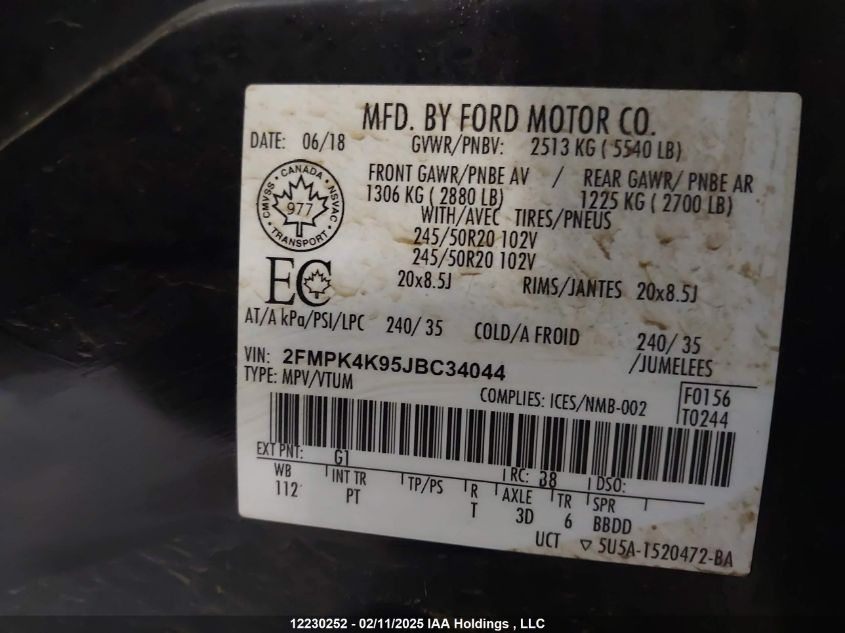 MFD. BY FORD MOTOR CO.
DATE: 06/18 GVWR/PNBV: 2513 KG ( 5540 LB)
FRONT GAWR/PNBE AV / REAR GAWR/ PNBE AR
1306 KG ( 2880 LB) 1225 KG ( 2700 LB)
WITH/AVEC TIRES/PNEUS
245/50R20 102V
245/50R20 102V
20x8.5J RIMS/JANTES 20x8.5J
CANADA
CMVSS NSVAC
977
TRANSPORT
EC
AT/A kPa/PSI/LPC 240/ 35 COLD/A FROID 240/ 35
/JUMELEES
VIN: 2FMPK4K95JBC34044
TYPE: MPV/VTUM
COMPLIES: ICES/NMB-002
F0156
T0244
EXT PNT: G1 RC: 38 DSO:
WB INT TR TP/PS R AXLE TR SPR
112 PT T 3D 6 BBDD
UCT ▽ 5U5A-1520472-BA
12230252 - 02/11/2025 IAA Holdings , LLC